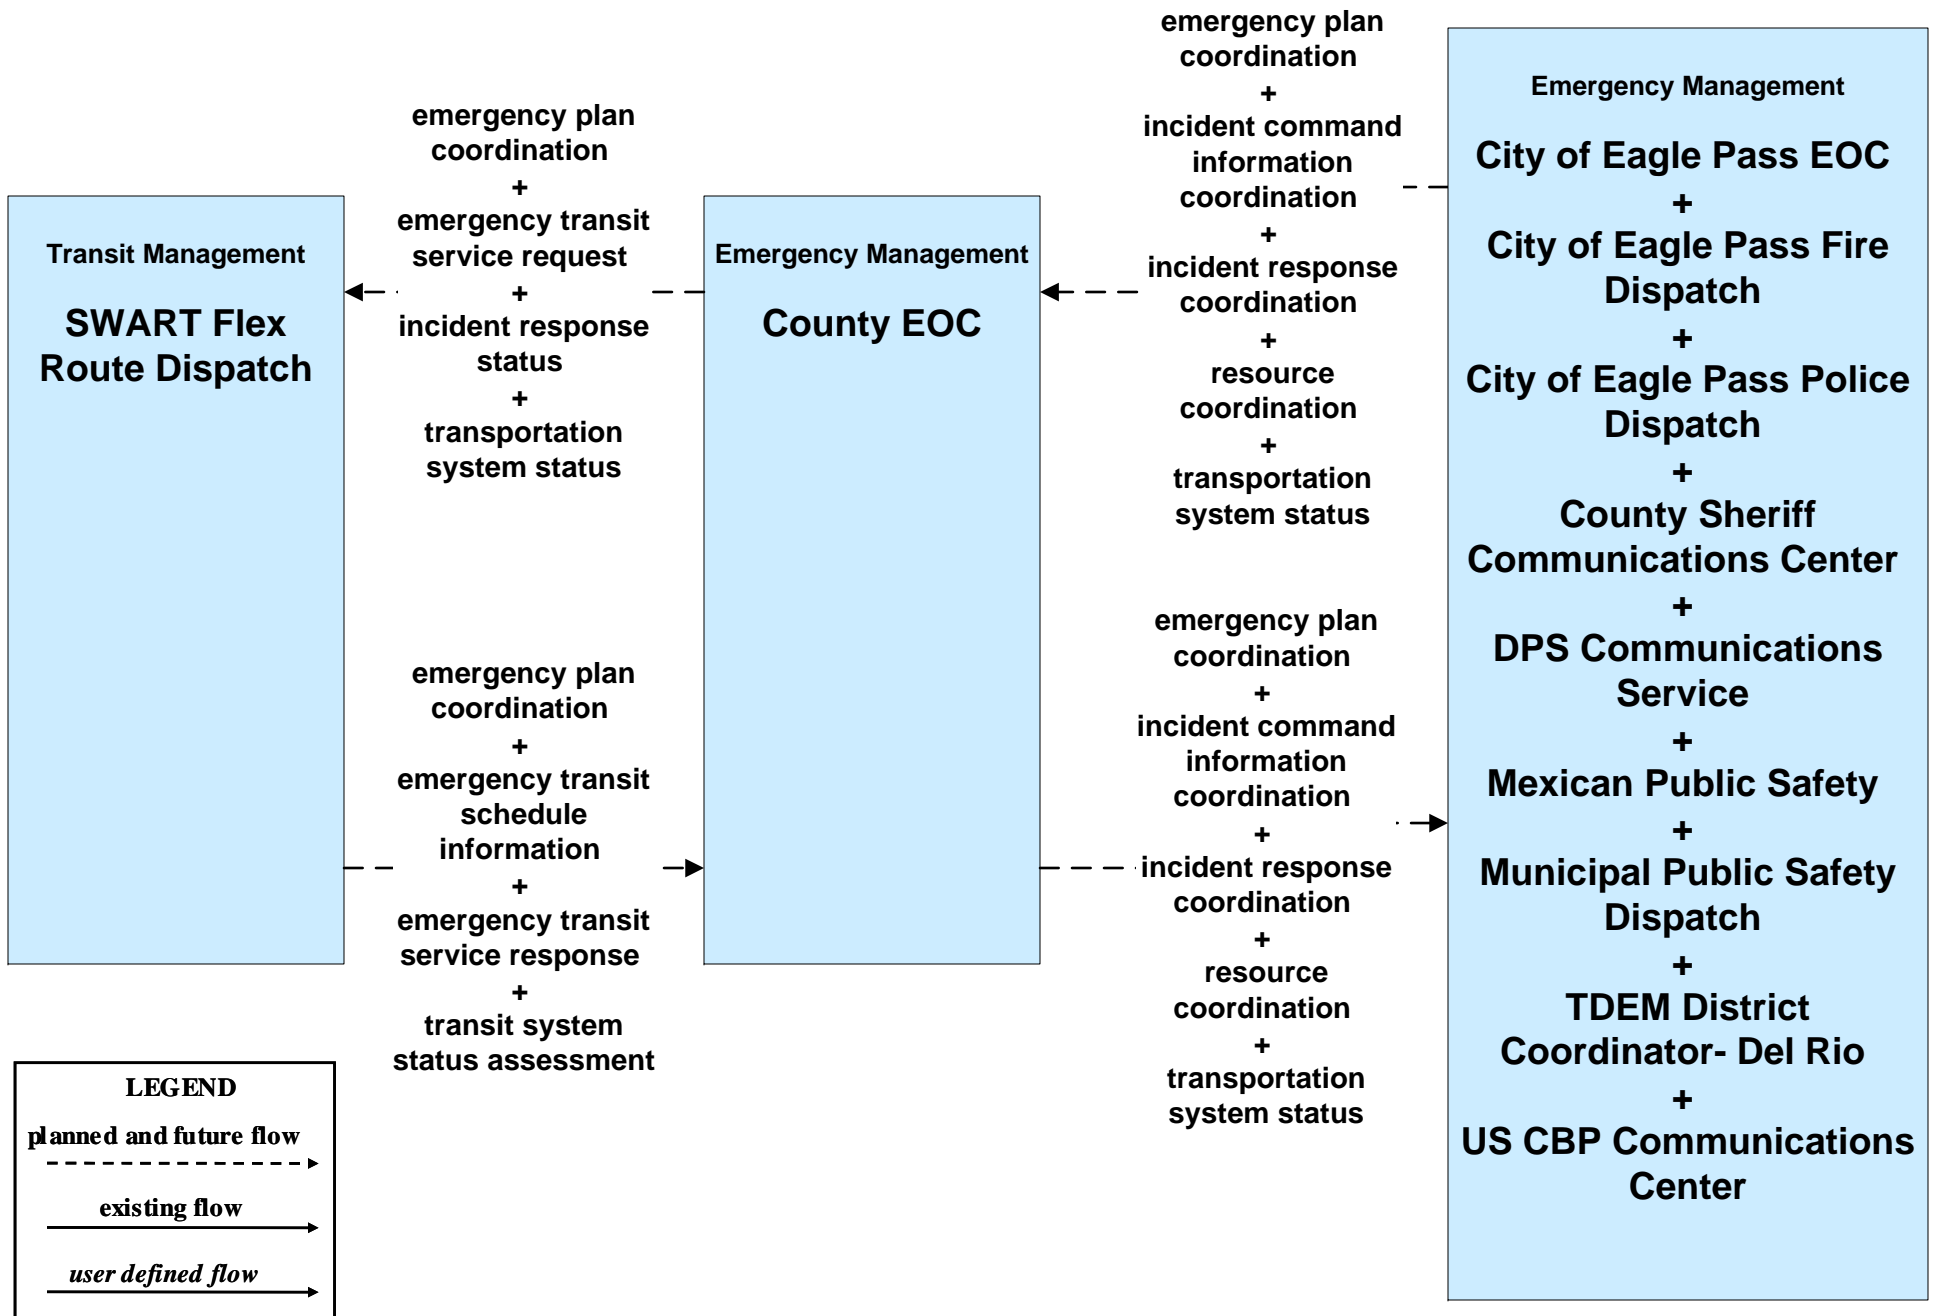 Transit Management
SWART Flex
Route Dispatch
emergency plan
coordination
+
emergency transit
service request
+
incident response
status
+
transportation
system status
emergency plan
coordination
+
emergency transit
schedule
information
+
emergency transit
service response
+
transit system
status assessment
Emergency Management
County EOC
emergency plan
coordination
+
incident command
information
coordination
+
incident response
coordination
+
resource
coordination
+
transportation
system status
emergency plan
coordination
+
incident command
information
coordination
+
incident response
coordination
+
resource
coordination
+
transportation
system status
Emergency Management
City of Eagle Pass EOC
+
City of Eagle Pass Fire
Dispatch
+
City of Eagle Pass Police
Dispatch
+
County Sheriff
Communications Center
+
DPS Communications
Service
+
Mexican Public Safety
+
Municipal Public Safety
Dispatch
+
TDEM District
Coordinator- Del Rio
+
US CBP Communications
Center
LEGEND
planned and future flow
existing flow
user defined flow